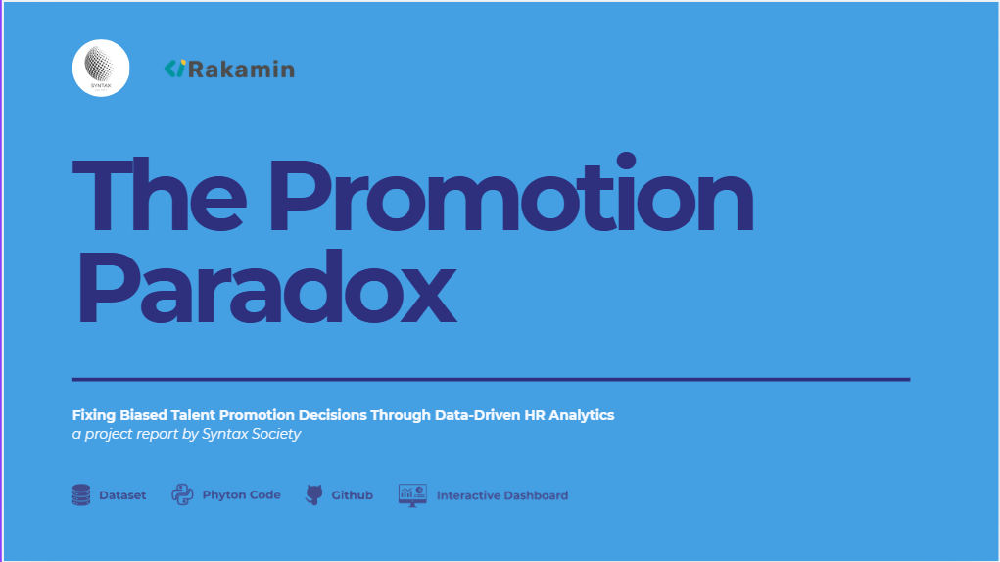 SYNTAX
Rakamin
The Promotion
Paradox
Fixing Biased Talent Promotion Decisions Through Data-Driven HR Analytics
a project report by Syntax Society
Dataset
Phyton Code
Github
Interactive Dashboard